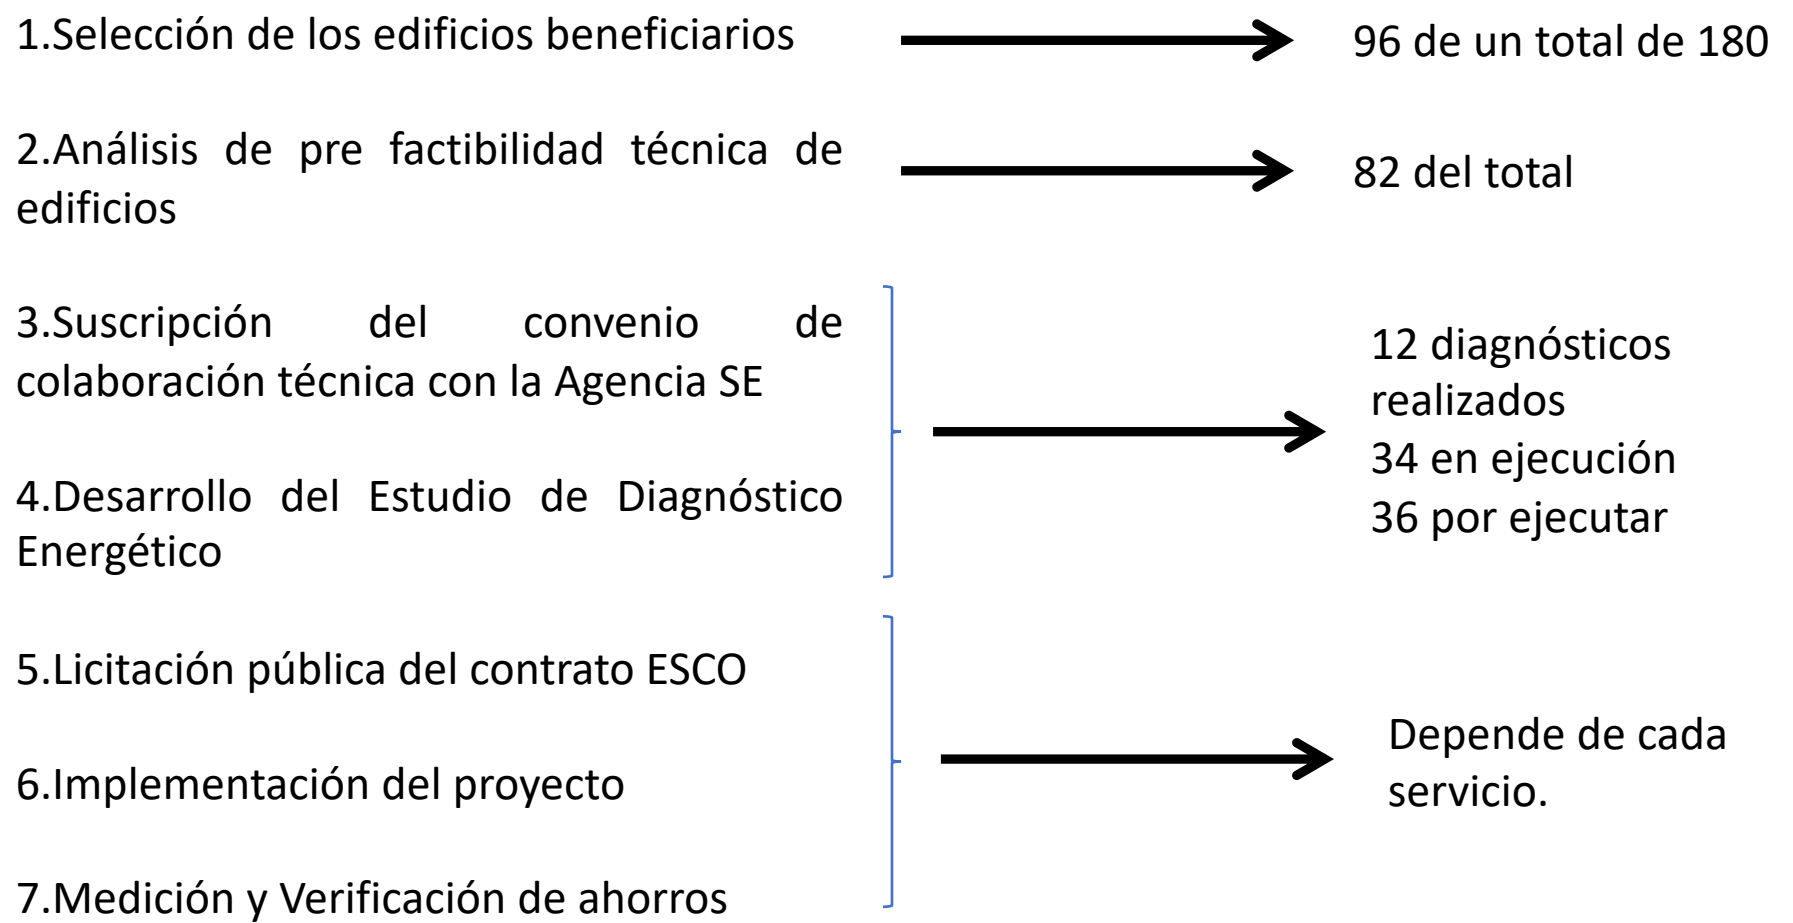 1.Selección de los edificios beneficiarios
96 de un total de 180
2.Análisis de pre factibilidad técnica de
edificios
82 del total
3.Suscripción del convenio de
colaboración técnica con la Agencia SE
4.Desarrollo del Estudio de Diagnóstico
Energético
12 diagnósticos
realizados
34 en ejecución
36 por ejecutar
5.Licitación pública del contrato ESCO
6.Implementación del proyecto
7.Medición y Verificación de ahorros
Depende de cada
servicio.